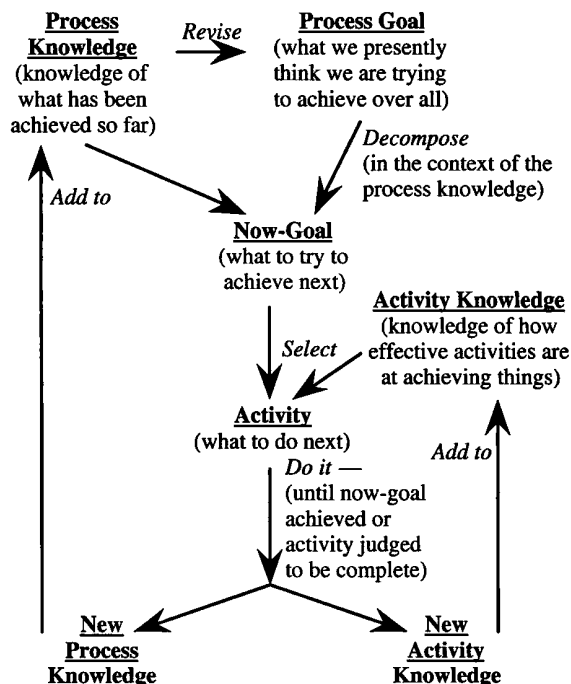 Process
Knowledge
(knowledge of
what has been
achieved so far)
Revise
Process Goal
(what we presently
think we are trying
to achieve over all)
Decompose
(in the context of the
process knowledge)
Add to
Now-Goal
(what to try to
achieve next)
Activity Knowledge
(knowledge of how
effective activities are
at achieving things)
Select
Activity
(what to do next)
Add to
Do it —
(until now-goal
achieved or
activity judged
to be complete)
New
Process
Knowledge
New
Activity
Knowledge